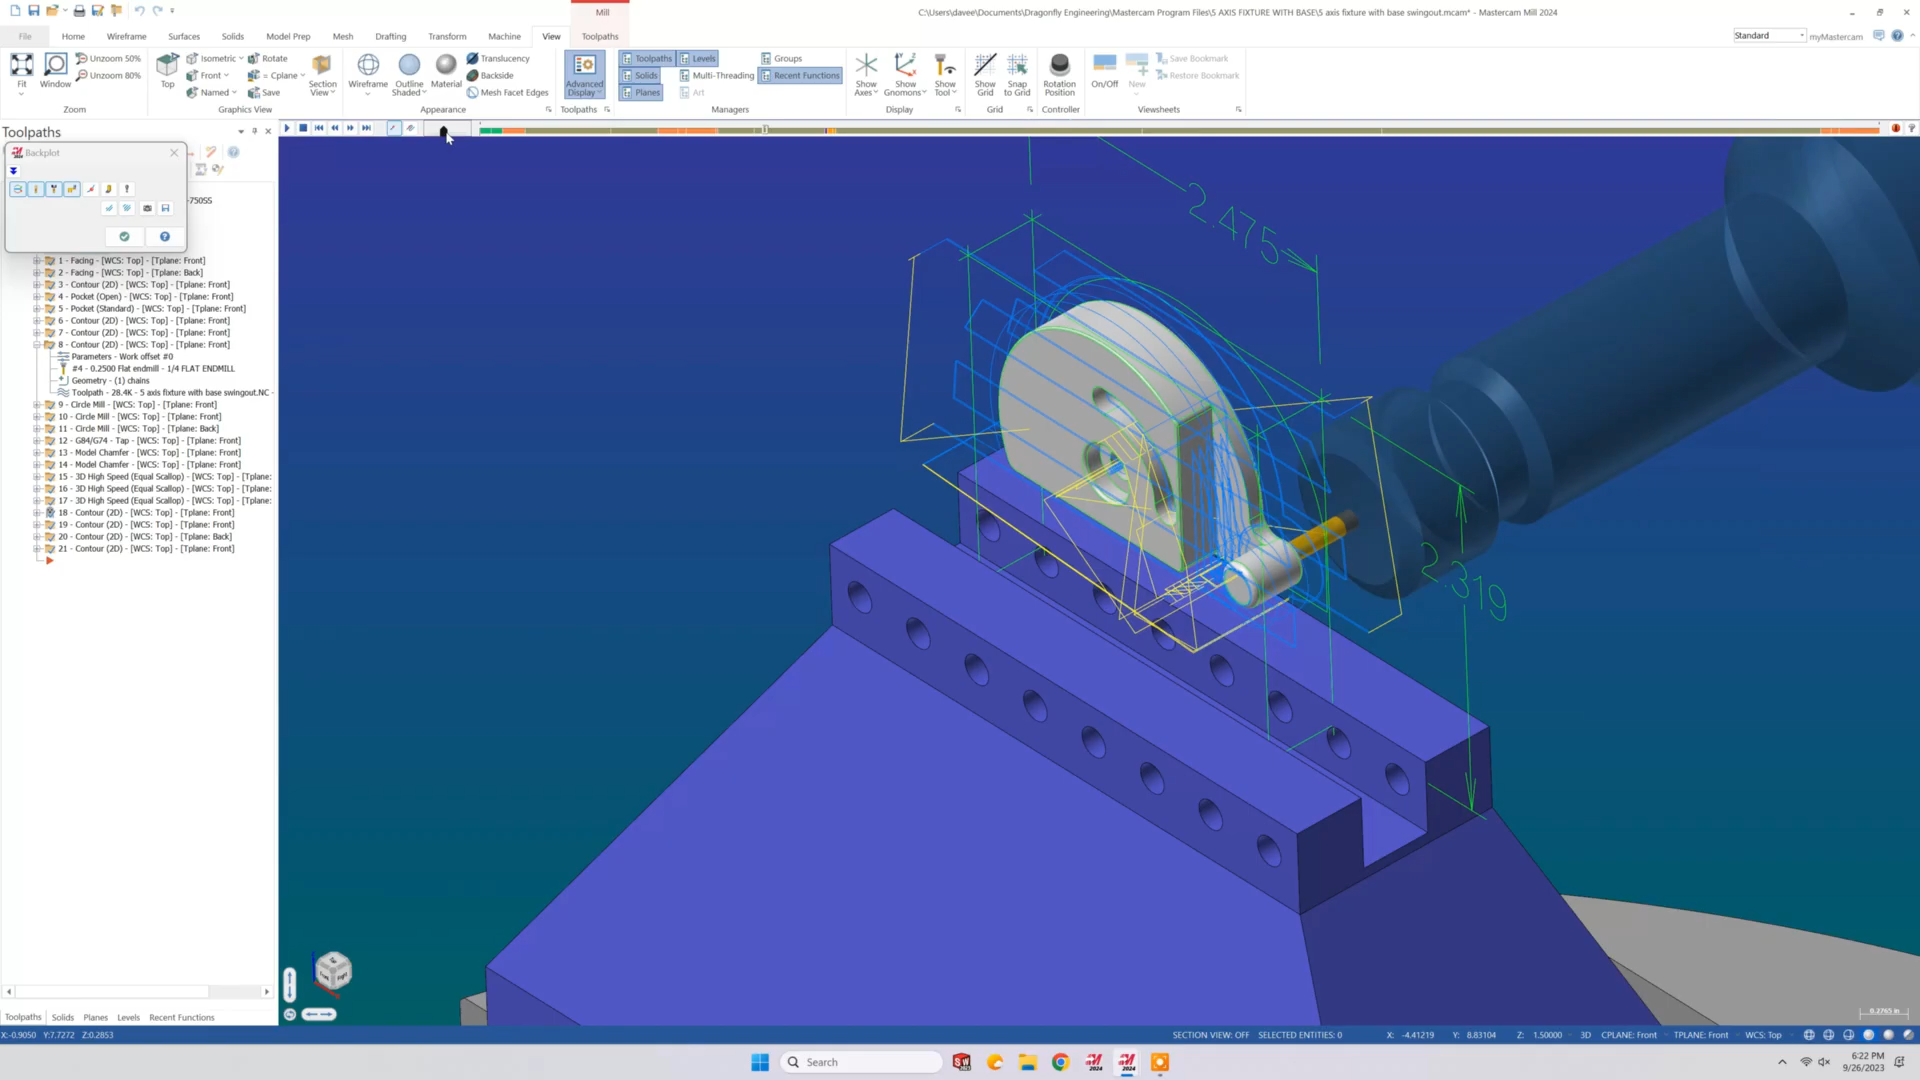 Mill
C:\Users\davee\Documents\Dragonfly Engineering\Mastercam Program Files\5 AXIS FIXTURE WITH BASE\5 axis fixture with base swingout.mcam* - Mastercam Mill 2024
File Home Wireframe Surfaces Solids Model Prep Mesh Drafting Transform Machine View Toolpaths
Standard myMastercam
Fit Window Unzoom 50% Unzoom 80% Zoom
Top Isometric Front Named Rotate = Cplane Save Section View Graphics View
Wireframe Outline Shaded Material Translucency Backside Mesh Facet Edges Appearance
Advanced Display Toolpaths
Toolpaths Levels Groups
Solids Multi-Threading Recent Functions
Planes Art
Managers
Show Axes Show Gnomons Show Tool Display
Show Grid Snap to Grid Grid
Rotation Position Controller
On/Off New Save Bookmark Restore Bookmark Viewsheets
Toolpaths
Backplot
-750SS
1 - Facing - [WCS: Top] - [Tplane: Front]
2 - Facing - [WCS: Top] - [Tplane: Back]
3 - Contour (2D) - [WCS: Top] - [Tplane: Front]
4 - Pocket (Open) - [WCS: Top] - [Tplane: Front]
5 - Pocket (Standard) - [WCS: Top] - [Tplane: Front]
6 - Contour (2D) - [WCS: Top] - [Tplane: Front]
7 - Contour (2D) - [WCS: Top] - [Tplane: Front]
8 - Contour (2D) - [WCS: Top] - [Tplane: Front]
Parameters - Work offset #0
#4 - 0.2500 Flat endmill - 1/4 FLAT ENDMILL
Geometry - (1) chains
Toolpath - 28.4K - 5 axis fixture with base swingout.NC -
9 - Circle Mill - [WCS: Top] - [Tplane: Front]
10 - Circle Mill - [WCS: Top] - [Tplane: Front]
11 - Circle Mill - [WCS: Top] - [Tplane: Back]
12 - G84/G74 - Tap - [WCS: Top] - [Tplane: Front]
13 - Model Chamfer - [WCS: Top] - [Tplane: Front]
14 - Model Chamfer - [WCS: Top] - [Tplane: Front]
15 - 3D High Speed (Equal Scallop) - [WCS: Top] - [Tplane:
16 - 3D High Speed (Equal Scallop) - [WCS: Top] - [Tplane:
17 - 3D High Speed (Equal Scallop) - [WCS: Top] - [Tplane:
18 - Contour (2D) - [WCS: Top] - [Tplane: Front]
19 - Contour (2D) - [WCS: Top] - [Tplane: Front]
20 - Contour (2D) - [WCS: Top] - [Tplane: Back]
21 - Contour (2D) - [WCS: Top] - [Tplane: Front]
2.475
2.319
0.2765 in
Toolpaths Solids Planes Levels Recent Functions
X:-0.9050 Y:7.7272 Z:0.2853 SECTION VIEW: OFF SELECTED ENTITIES: 0 X: -4.41219 Y: 8.83104 Z: 1.50000 3D CPLANE: Front TPLANE: Front WCS: Top
Search
6:22 PM
9/26/2023